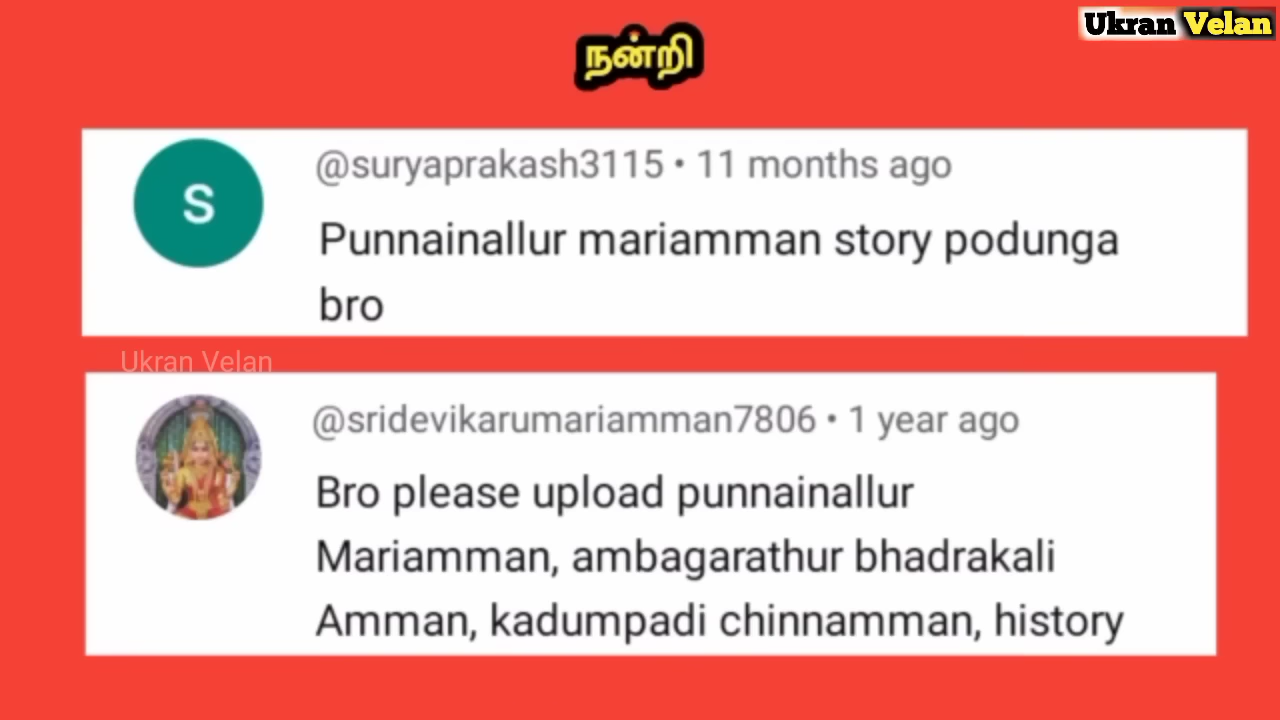 Ukran Velan
நன்றி
S
@suryaprakash3115 • 11 months ago
Punnainallur mariamman story podunga
bro
Ukran Velan
@sridevikarumariamman7806 • 1 year ago
Bro please upload punnainallur
Mariamman, ambagarathur bhadrakali
Amman, kadumpadi chinnamman, history